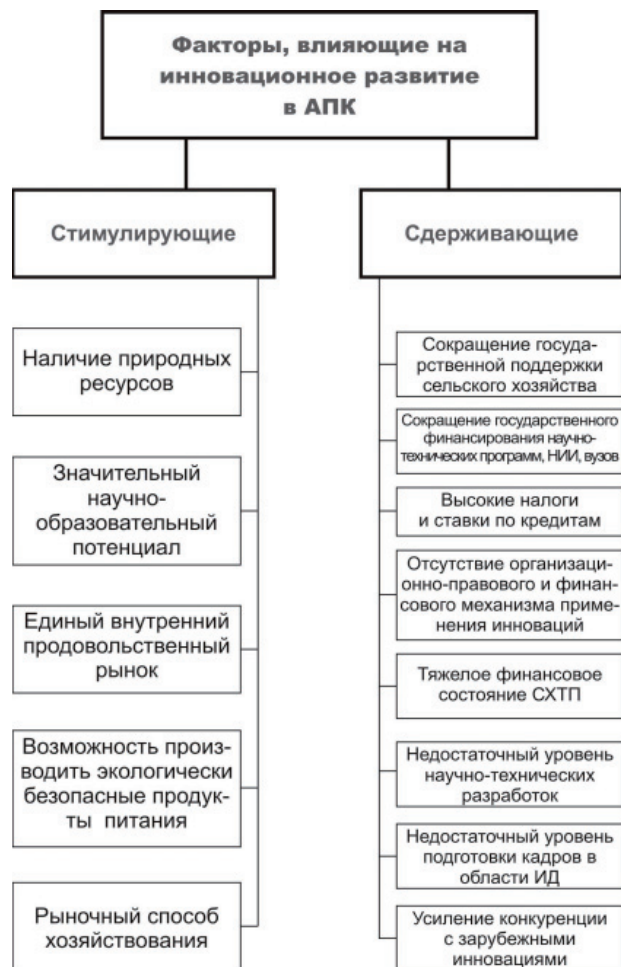 Факторы, влияющие на
инновационное развитие
в АПК
Стимулирующие
Наличие природных
ресурсов
Значительный
научно-
образовательный
потенциал
Единый внутренний
продовольственный
рынок
Возможность произ-
водить экологически
безопасные продук-
ты питания
Рыночный способ
хозяйствования
Сдерживающие
Сокращение госуда-
рственной поддержки
сельского хозяйства
Сокращение государственного
финансирования научно-
технических программ, НИИ, вузов
Высокие налоги
и ставки по кредитам
Отсутствие организаци-
онно-правового и финан-
сового механизма приме-
нения инноваций
Тяжелое финансовое
состояние СХТП
Недостаточный уровень
научно-технических
разработок
Недостаточный уровень
подготовки кадров в
области ИД
Усиление конкуренции
с зарубежными
инновациями